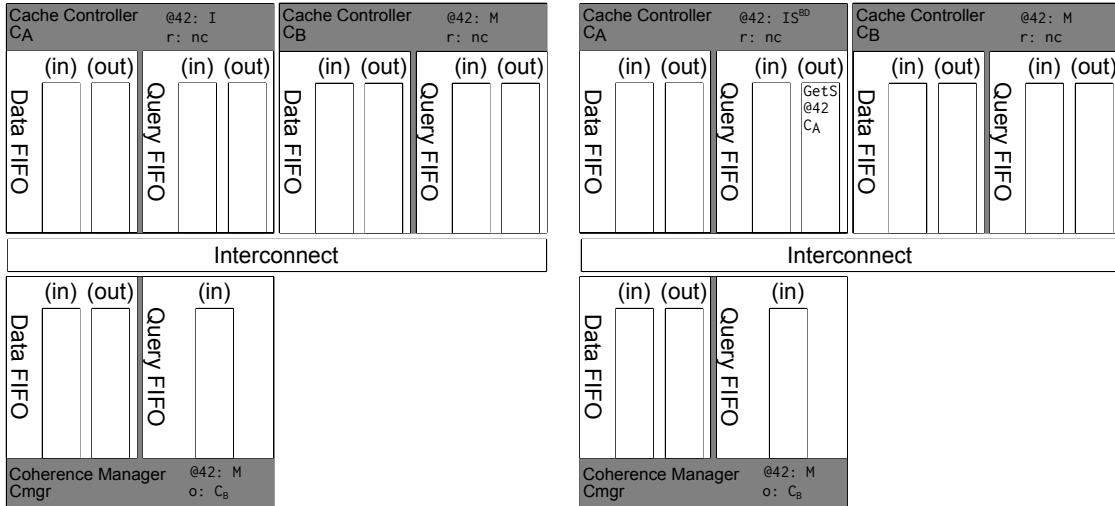 Cache Controller @42: I
CA r: nc
Cache Controller @42: M
CB r: nc
(in) (out) (in) (out)
Data FIFO
Query FIFO
(in) (out) (in) (out)
Data FIFO
Query FIFO
Interconnect
(in) (out) (in)
Data FIFO
Query FIFO
Coherence Manager @42: M
Cmgr o: CB
Cache Controller @42: ISBD
CA r: nc
Cache Controller @42: M
CB r: nc
(in) (out) (in) (out)
Data FIFO
Query FIFO
GetS
@42
CA
(in) (out) (in) (out)
Data FIFO
Query FIFO
Interconnect
(in) (out) (in)
Data FIFO
Query FIFO
Coherence Manager @42: M
Cmgr o: CB